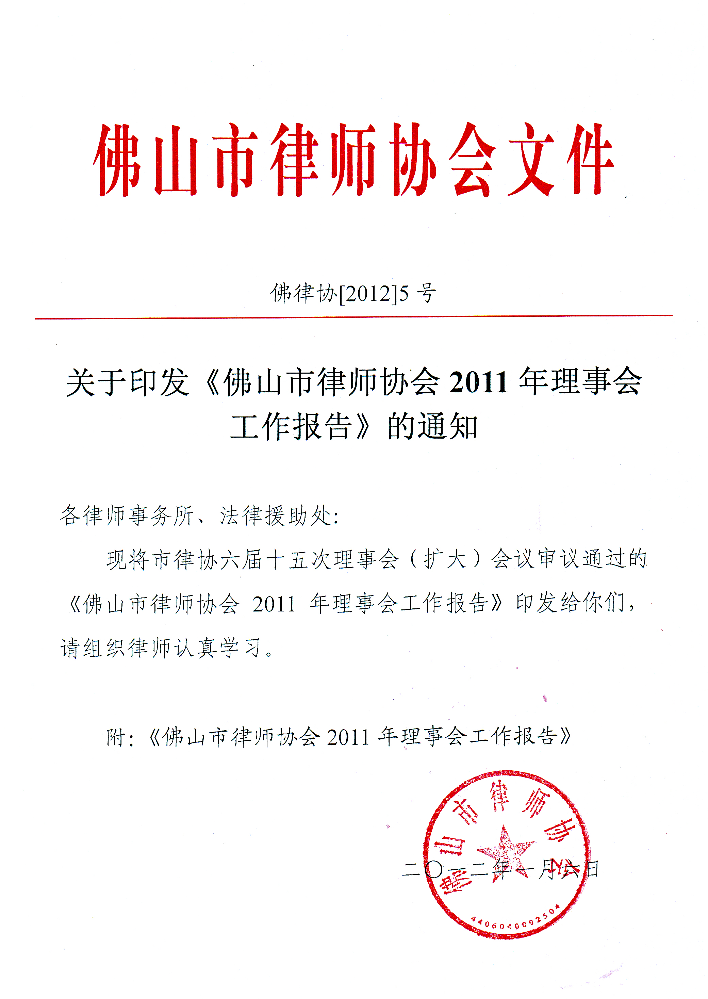 佛山市律师协会文件
佛律协[2012]5 号
关于印发《佛山市律师协会 2011 年理事会
工作报告》的通知
各律师事务所、法律援助处:
现将市律协六届十五次理事会（扩大）会议审议通过的
《佛山市律师协会 2011 年理事会工作报告》印发给你们，
请组织律师认真学习。
附：《佛山市律师协会 2011 年理事会工作报告》
佛山市律师协会
二〇一二年一月六日
4406040092504